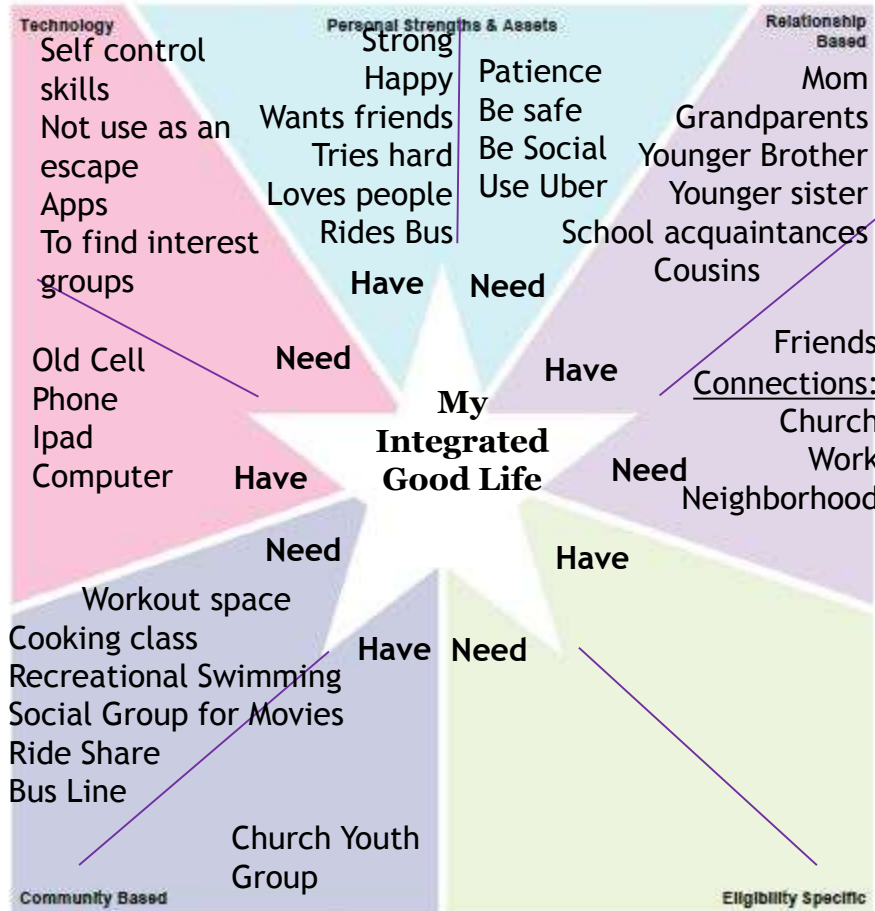 Technology
Self control
skills
Not use as an
escape
Apps
To find interest
groups
Need
Old Cell
Phone
Ipad
Computer
Have
Personal Strengths & Assets
Strong
Happy
Wants friends
Tries hard
Loves people
Rides Bus
Have
Patience
Be safe
Be Social
Use Uber
Need
Relationship
Based
Mom
Grandparents
Younger Brother
Younger sister
School acquaintances
Cousins
Have
Friends
Connections:
Church
Work
Neighborhood
Need
My
Integrated
Good Life
Need
Workout space
Cooking class
Recreational Swimming
Social Group for Movies
Ride Share
Bus Line
Have
Church Youth
Group
Community Based
Have
Need
Eligibility Specific